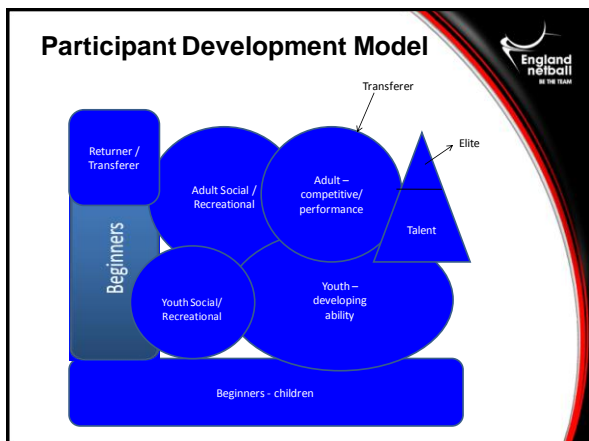 Participant Development Model
England
netball
BE THE TEAM
Transferer
Returner /
Transferer
Elite
Adult Social /
Recreational
Adult –
competitive/
performance
Talent
Beginners
Youth Social/
Recreational
Youth –
developing
ability
Beginners - children